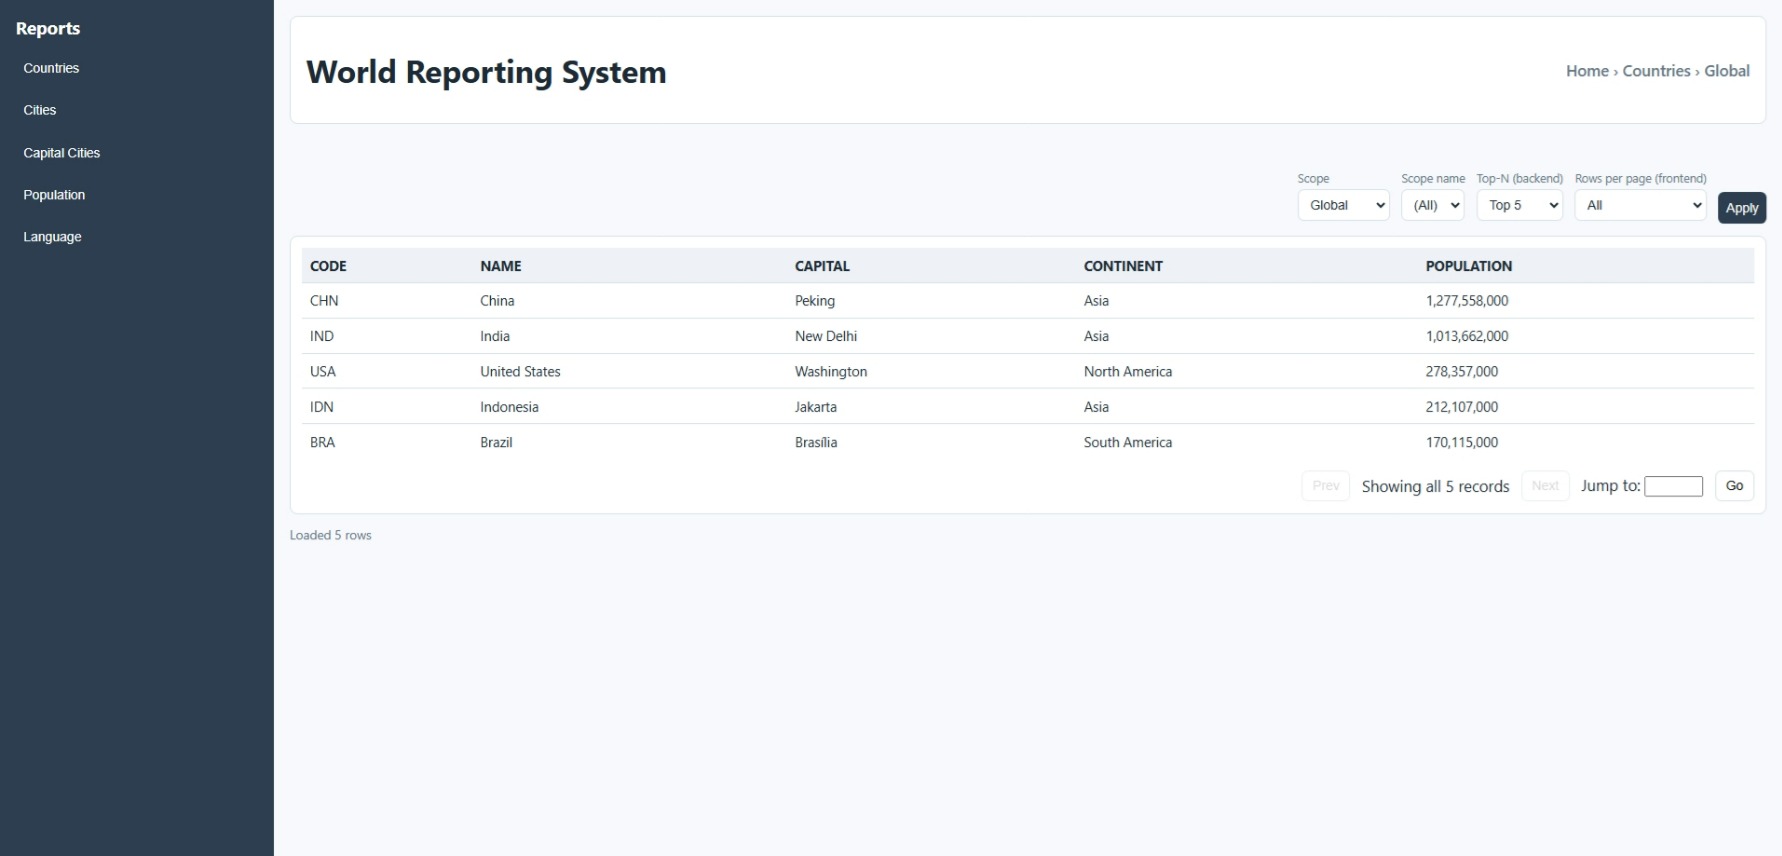 Reports
Countries
Cities
Capital Cities
Population
Language
World Reporting System
Home › Countries › Global
Scope
Scope name
Top-N (backend)
Rows per page (frontend)
Global
(All)
Top 5
All
Apply
CODE NAME CAPITAL CONTINENT POPULATION
CHN China Peking Asia 1,277,558,000
IND India New Delhi Asia 1,013,662,000
USA United States Washington North America 278,357,000
IDN Indonesia Jakarta Asia 212,107,000
BRA Brazil Brasília South America 170,115,000
Prev Showing all 5 records Next Jump to: Go
Loaded 5 rows